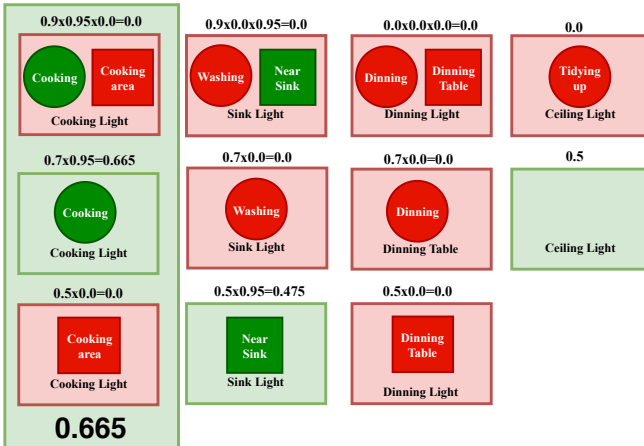 0.9x0.95x0.0=0.0
0.9x0.0x0.95=0.0
0.0x0.0x0.0=0.0
0.0
Cooking
Cooking
area
Cooking Light
Washing
Near
Sink
Sink Light
Dinning
Dinning
Table
Dinning Light
Tidying
up
Ceiling Light
0.7x0.95=0.665
0.7x0.0=0.0
0.7x0.0=0.0
0.5
Cooking
Cooking Light
Washing
Sink Light
Dinning
Dinning Table
Ceiling Light
0.5x0.0=0.0
0.5x0.95=0.475
0.5x0.0=0.0
Cooking
area
Cooking Light
Near
Sink
Sink Light
Dinning
Table
Dinning Light
0.665